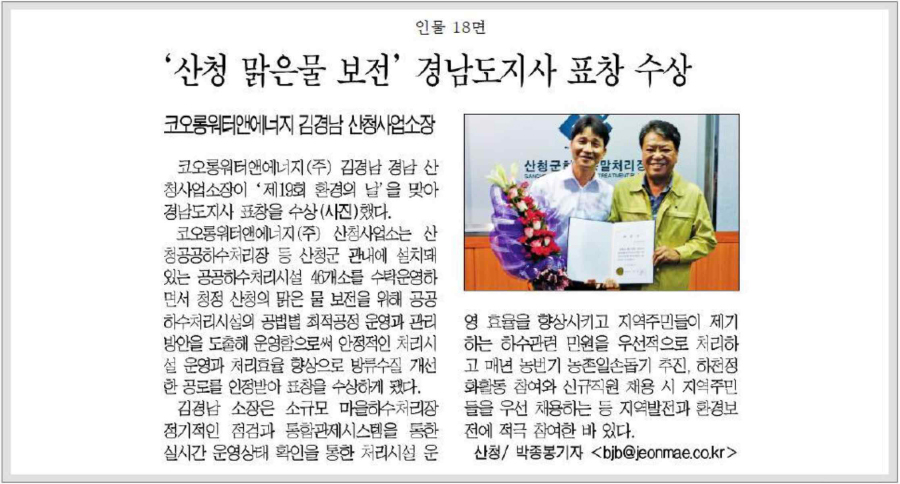 인물 18면
‘산청 맑은물 보전’ 경남도지사 표창 수상
코오롱워터앤에너지 김경남 산청사업소장
코오롱워터앤에너지(주) 김경남 경남 산
청사업소장이 ‘제19회 환경의 날’을 맞아
경남도지사 표창을 수상(사진)했다.
코오롱워터앤에너지(주) 산청사업소는 산
청공공하수처리장 등 산청군 관내에 설치돼
있는 공공하수처리시설 46개소를 수탁운영하
면서 청정 산청의 맑은 물 보전을 위해 공공
하수처리시설의 공법별 최적공정 운영과 관리
방안을 도출해 운영함으로써 안정적인 처리시
설 운영과 처리효율 향상으로 방류수질 개선
한 공로를 인정받아 표창을 수상하게 됐다.
김경남 소장은 소규모 마을하수처리장
정기적인 점검과 통합관제시스템을 통한
실시간 운영상태 확인을 통한 처리시설 운
산청군 말처리장
영 효율을 향상시키고 지역주민들이 제기
하는 하수관련 민원을 우선적으로 처리하
고 매년 농번기 농촌일손돕기 추진, 하천정
화활동 참여와 신규직원 채용 시 지역주민
들을 우선 채용하는 등 지역발전과 환경보
전에 적극 참여한 바 있다.
산청/ 박종봉기자 <bjb@jeonmae.co.kr>